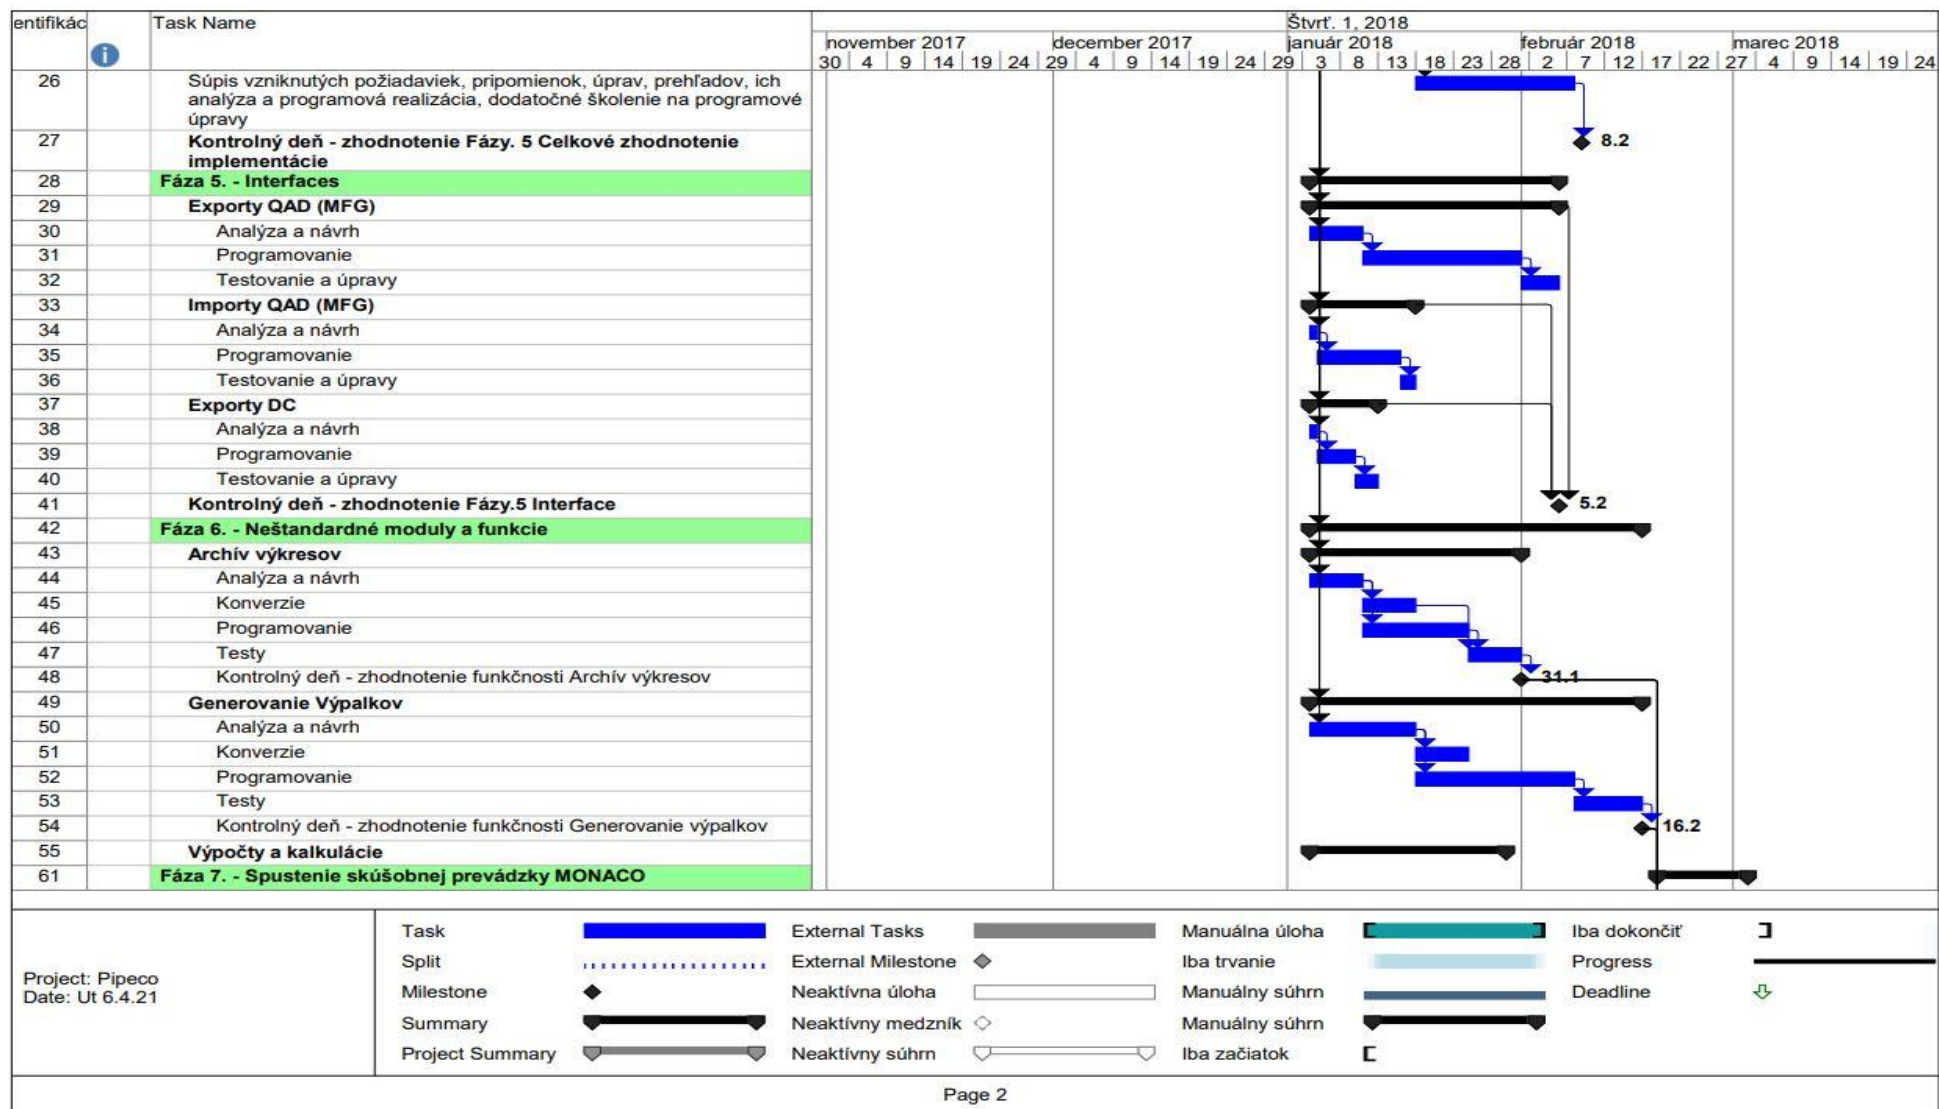 entifikác Task Name Štvrť. 1, 2018
november 2017 december 2017 január 2018 február 2018 marec 2018
30 4 9 14 19 24 29 4 9 14 19 24 29 3 8 13 18 23 28 2 7 12 17 22 27 4 9 14 19 24
26 Súpis vzniknutých požiadaviek, pripomienok, úprav, prehľadov, ich
analýza a programová realizácia, dodatočné školenie na programové
úpravy
27 Kontrolný deň - zhodnotenie Fázy. 5 Celkové zhodnotenie 8.2
implementácie
28 Fáza 5. - Interfaces
29 Exporty QAD (MFG)
30 Analýza a návrh
31 Programovanie
32 Testovanie a úpravy
33 Importy QAD (MFG)
34 Analýza a návrh
35 Programovanie
36 Testovanie a úpravy
37 Exporty DC
38 Analýza a návrh
39 Programovanie
40 Testovanie a úpravy
41 Kontrolný deň - zhodnotenie Fázy.5 Interface 5.2
42 Fáza 6. - Neštandardné moduly a funkcie
43 Archív výkresov
44 Analýza a návrh
45 Konverzie
46 Programovanie
47 Testy
48 Kontrolný deň - zhodnotenie funkčnosti Archív výkresov 31.1
49 Generovanie Výpalkov
50 Analýza a návrh
51 Konverzie
52 Programovanie
53 Testy
54 Kontrolný deň - zhodnotenie funkčnosti Generovanie výpalkov 16.2
55 Výpočty a kalkulácie
61 Fáza 7. - Spustenie skúšobnej prevádzky MONACO
Project: Pipeco
Date: Ut 6.4.21
Task
Split
Milestone
Summary
Project Summary
External Tasks
External Milestone
Neaktívna úloha
Neaktívny medzník
Neaktívny súhrn
Manuálna úloha
Iba trvanie
Manuálny súhrn
Manuálny súhrn
Iba začiatok
Iba dokončiť
Progress
Deadline
Page 2